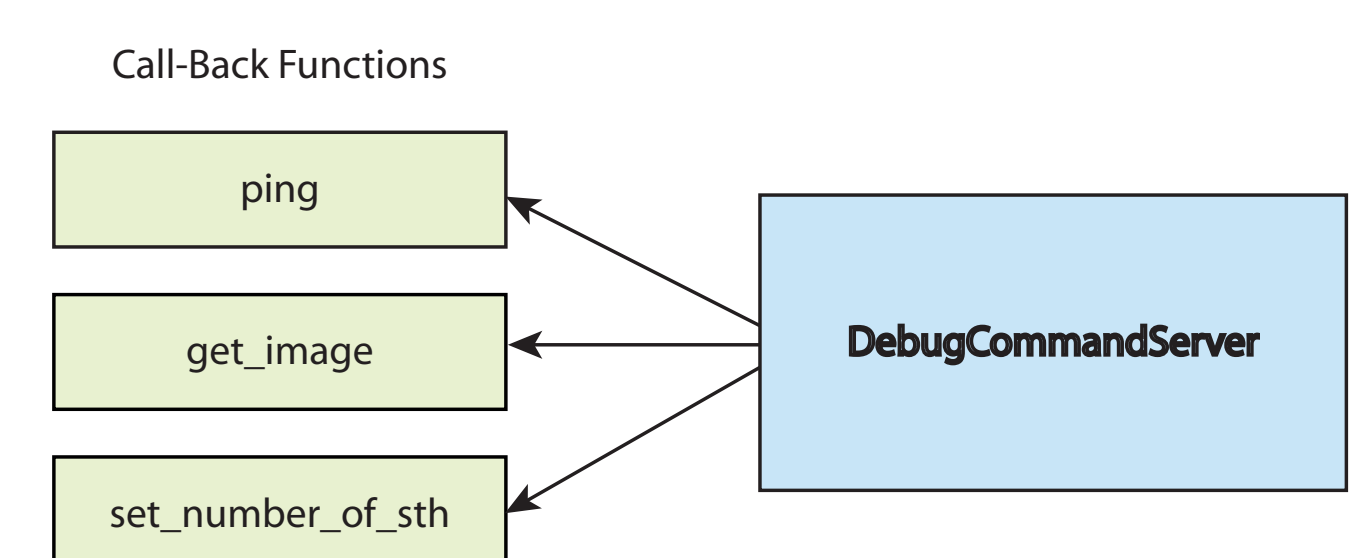 Call-Back Functions
ping
get_image
DebugCommandServer
set_number_of_sth